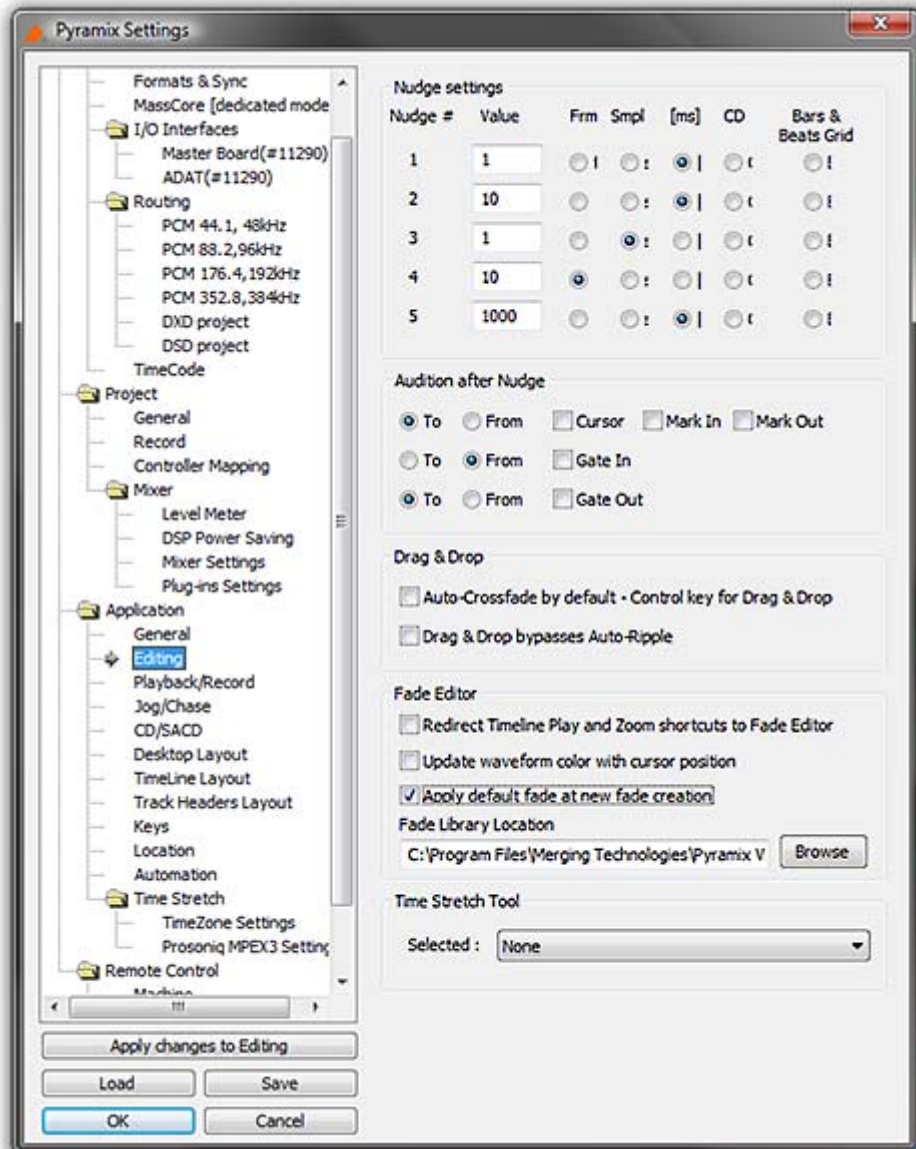 Pyramix Settings
Formats & Sync
MassCore [dedicated mode
I/O Interfaces
Master Board(#11290)
ADAT(#11290)
Routing
PCM 44.1, 48kHz
PCM 88.2,96kHz
PCM 176.4,192kHz
PCM 352.8,384kHz
DXD project
DSD project
TimeCode
Project
General
Record
Controller Mapping
Mixer
Level Meter
DSP Power Saving
Mixer Settings
Plug-ins Settings
Application
General
Editing
Playback/Record
Jog/Chase
CD/SACD
Desktop Layout
TimeLine Layout
Track Headers Layout
Keys
Location
Automation
Time Stretch
TimeZone Settings
Prosoniq MPEX3 Setting
Remote Control
Machine
Apply changes to Editing
Load Save
OK Cancel
Nudge settings
Nudge # Value Frm Smpl [ms] CD Bars &
Beats Grid
1 1
2 10
3 1
4 10
5 1000
Audition after Nudge
To From Cursor Mark In Mark Out
To From Gate In
To From Gate Out
Drag & Drop
Auto-Crossfade by default - Control key for Drag & Drop
Drag & Drop bypasses Auto-Ripple
Fade Editor
Redirect Timeline Play and Zoom shortcuts to Fade Editor
Update waveform color with cursor position
Apply default fade at new fade creation
Fade Library Location
C:\Program Files\Merging Technologies\Pyramix V Browse
Time Stretch Tool
Selected : None